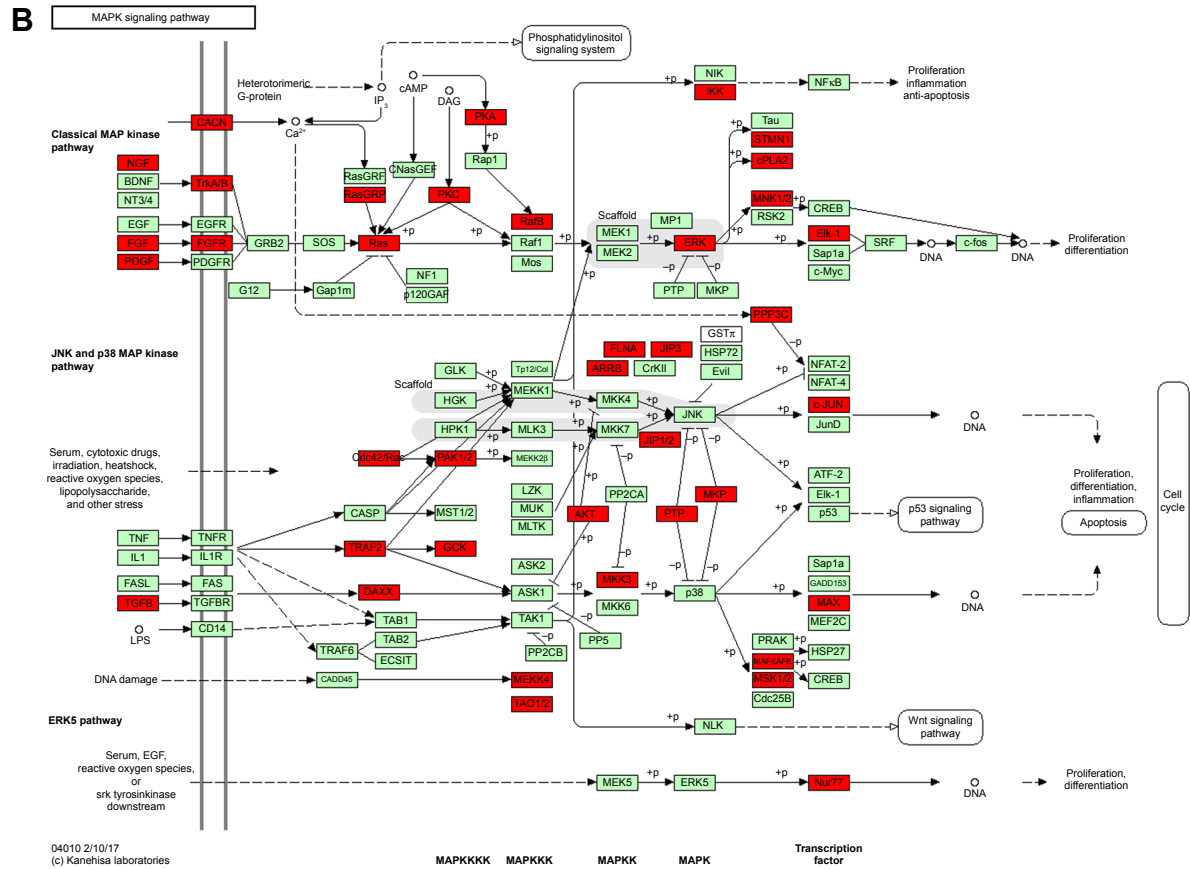 B
MAPK signaling pathway
Phosphatidylinositol
signaling system
Heterotorimeric
G-protein
IP3
cAMP
DAG
Ca2+
CACN
PKA
+p
Rap1
NIK
IKK
+p
NFκB
Proliferation
inflammation
anti-apoptosis
Classical MAP kinase
pathway
NGF
BDNF
NT3/4
TrkA/B
EGF
EGFR
FGF
FGFR
PDGF
PDGFR
GRB2
SOS
RasGRF
RasGRP
CNasGEF
PKC
Ras
+p
+p
RafB
Raf1
Mos
+p
G12
Gap1m
NF1
p120GAF
Scaffold
MEK1
MEK2
MP1
+p
ERK
+p
PTP
MKP
–p
–p
+p
+p
+p
+p
Tau
STMN1
cPLA2
MNK1/2
RSK2
+p
CREB
Elk-1
Sap1a
c-Myc
SRF
DNA
c-fos
DNA
Proliferation
differentiation
PPP3C
–p
JNK and p38 MAP kinase
pathway
Scaffold
GLK
HGK
HPK1
+p
+p
+p
+p
Tp12/Col
MEKK1
MLK3
MEKK2β
+p
+p
+p
FLNA
JIP3
ARRB
CrKII
GSTπ
HSP72
Evil
MKK4
MKK7
+p
+p
JIP1/2
JNK
+p
+p
NFAT-2
NFAT-4
c-JUN
JunD
DNA
Serum, cytotoxic drugs,
irradiation, heatshock,
reactive oxygen species,
lipopolysaccharide,
and other stress
Cdc42/Rac
PAK1/2
CASP
MST1/2
LZK
MUK
MLTK
AKT
+p
+p
PP2CA
–p
–p
PTP
MKP
–p
–p
–p
–p
+p
+p
ATF-2
Elk-1
p53
p53 signaling
pathway
Proliferation,
differentiation,
inflammation
Apoptosis
Cell
cycle
TNF
TNFR
IL1
IL1R
TRAF2
GCK
FASL
FAS
TGFB
TGFBR
DAXX
ASK2
ASK1
+p
MKK3
MKK6
+p
p38
+p
Sap1a
GADD153
MAX
MEF2C
DNA
LPS
CD14
TAB1
TAB2
ECSIT
TRAF6
TAK1
–p
PP2CB
–p
PP5
+p
PRAK
MAPKAPK
MSK1/2
Cdc25B
+p
+p
HSP27
CREB
DNA damage
CADD45
MEKK4
TAO1/2
ERK5 pathway
+p
NLK
Wnt signaling
pathway
Serum, EGF,
reactive oxygen species,
or
srk tyrosinkinase
downstream
MEK5
+p
ERK5
+p
Nur77
DNA
Proliferation,
differentiation
04010 2/10/17
(c) Kanehisa laboratories
MAPKKKK
MAPKKK
MAPKK
MAPK
Transcription
factor